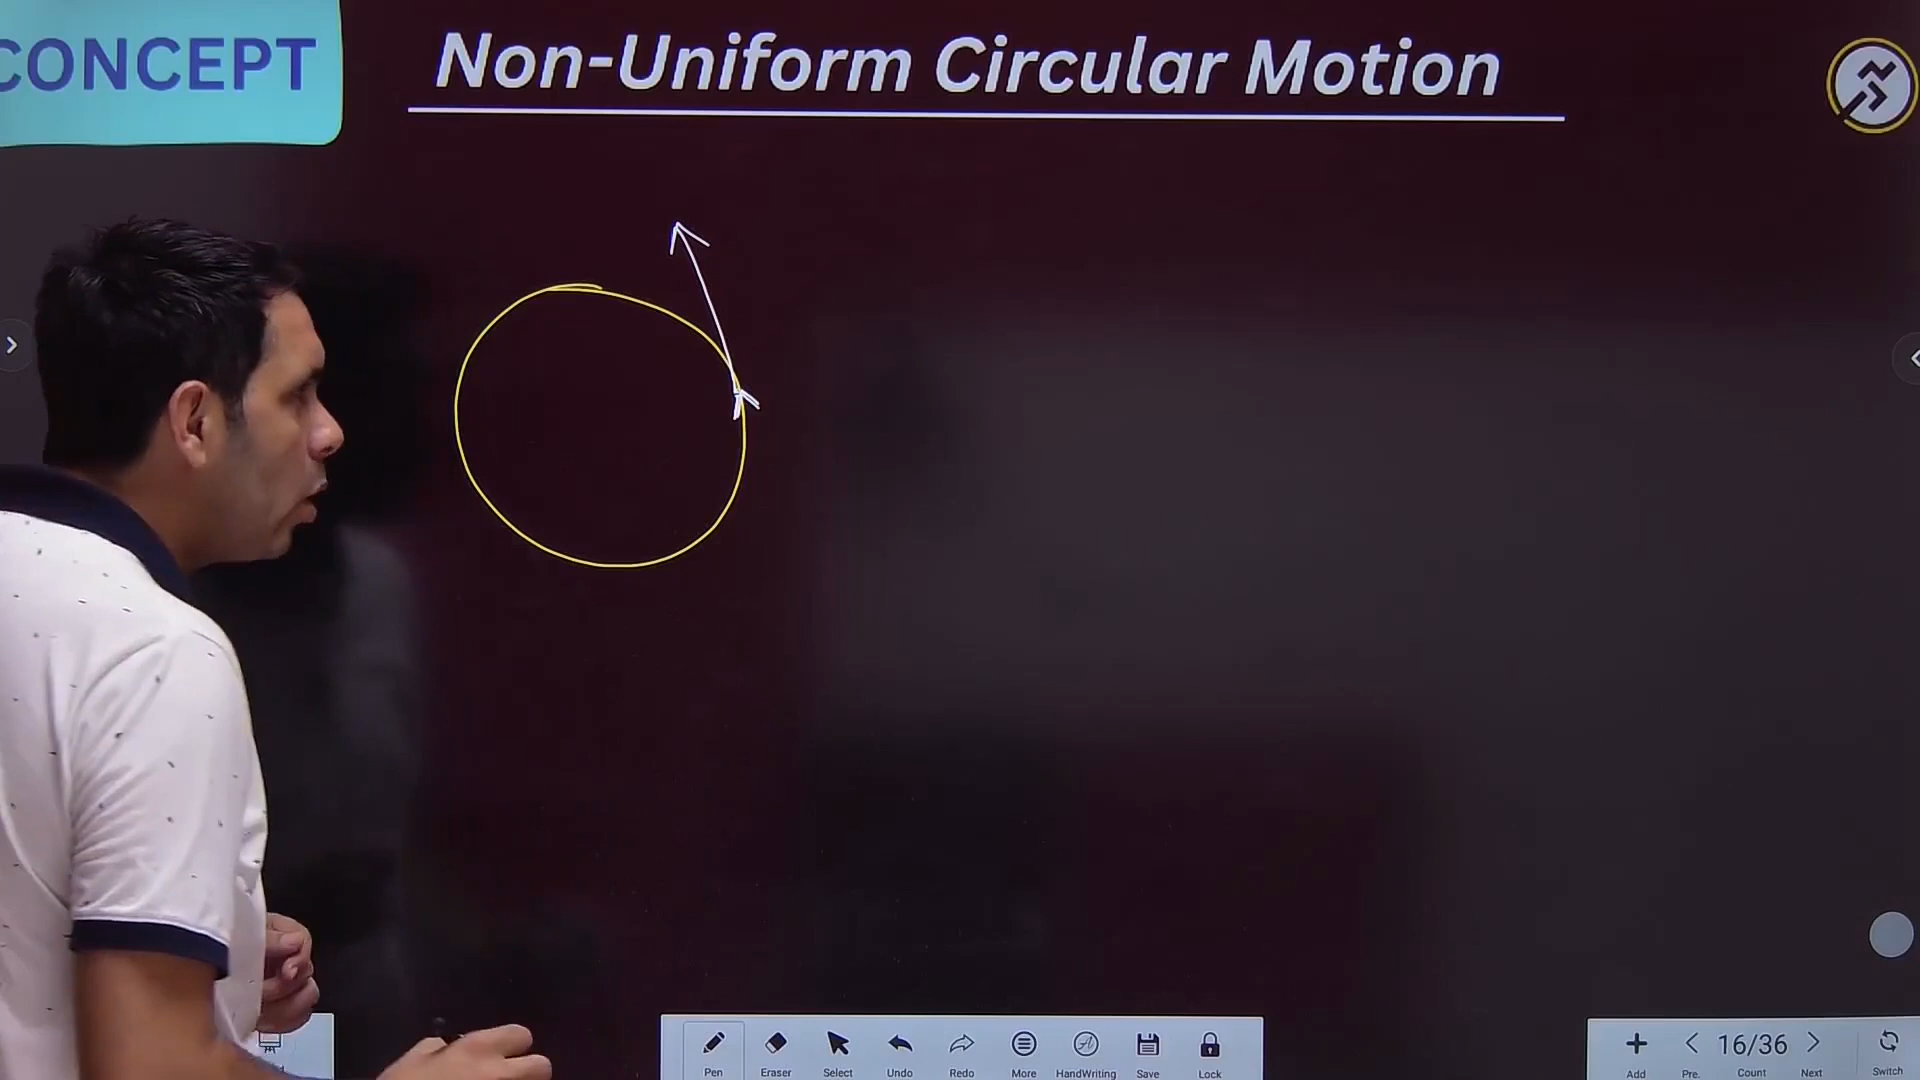 CONCEPT
Non-Uniform Circular Motion
Pen Eraser Select Undo Redo More HandWriting Save Lock
16/36
Add Pre. Count Next Switch